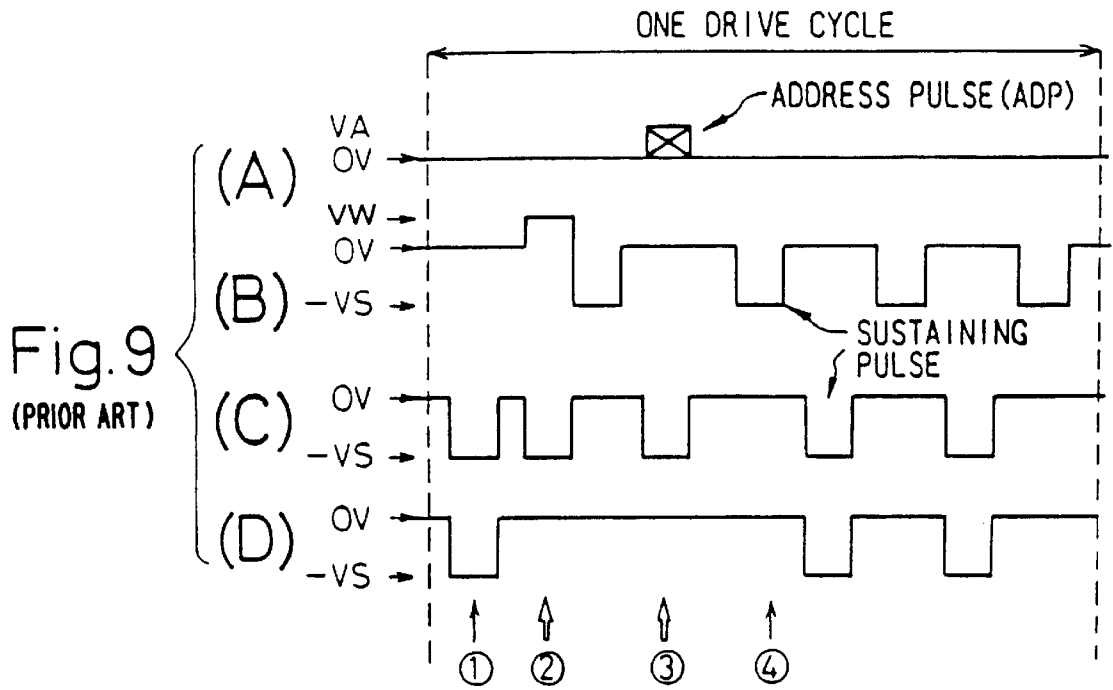 ONE DRIVE CYCLE
ADDRESS PULSE (ADP)
VA
0V
(A)
VW
0V
(B)
-VS
SUSTAINING
PULSE
Fig. 9
(PRIOR ART)
0V
(C)
-VS
0V
(D)
-VS
① ② ③ ④